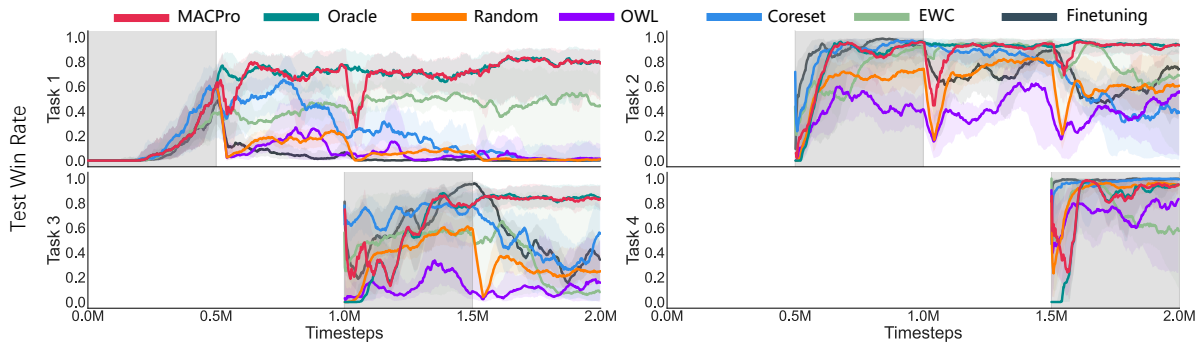 MACPro Oracle Random OWL Coreset EWC Finetuning
Test Win Rate
Task 1
1.0
0.8
0.6
0.4
0.2
0.0
Task 2
1.0
0.8
0.6
0.4
0.2
0.0
Task 3
1.0
0.8
0.6
0.4
0.2
0.0
0.0M 0.5M 1.0M 1.5M 2.0M
Timesteps
Task 4
1.0
0.8
0.6
0.4
0.2
0.0
0.0M 0.5M 1.0M 1.5M 2.0M
Timesteps